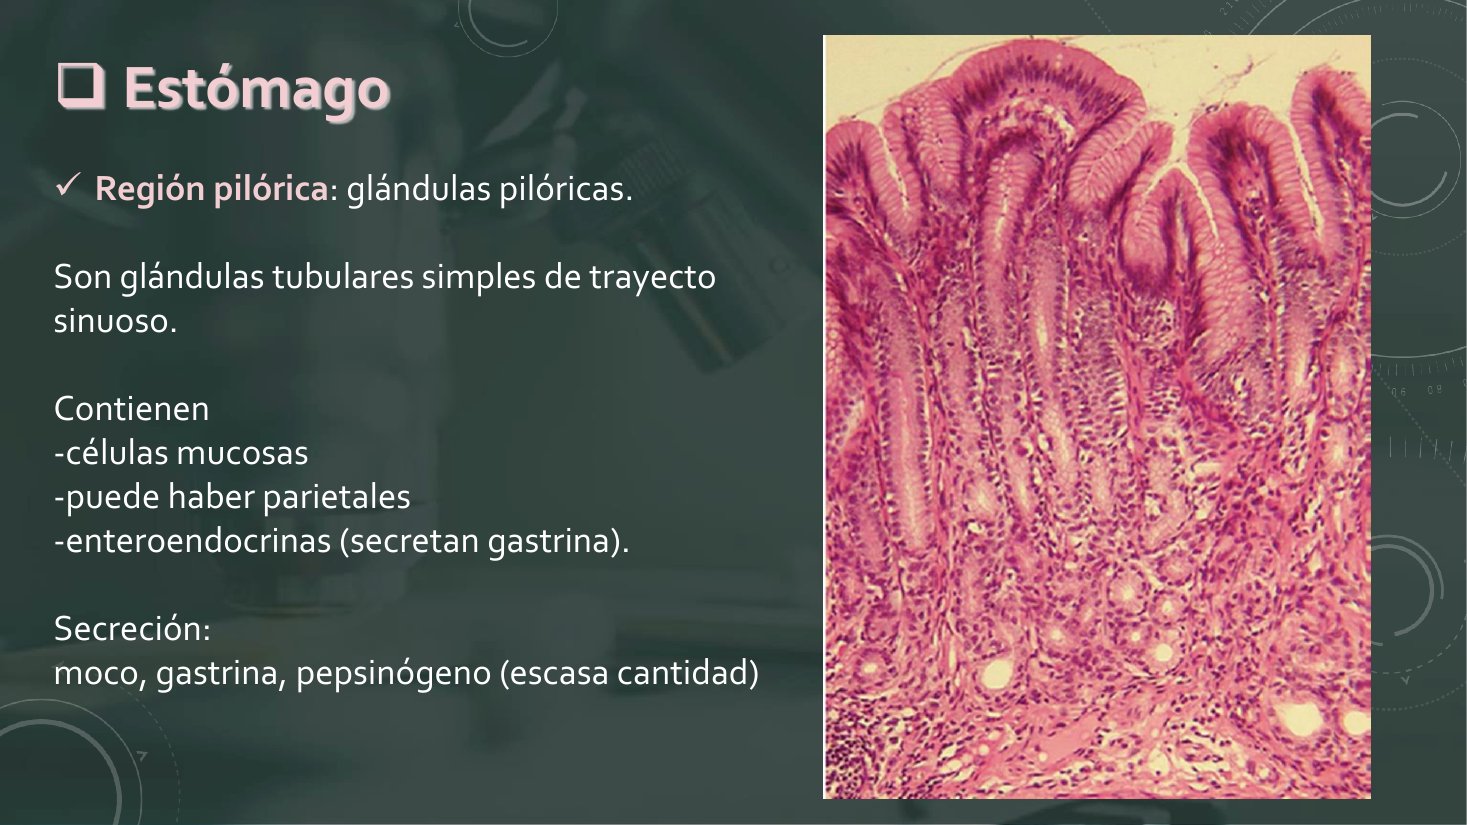 Estómago
Región pilórica: glándulas pilóricas.
Son glándulas tubulares simples de trayecto
sinuoso.
Contienen
-células mucosas
-puede haber parietales
-enteroendocrinas (secretan gastrina).
Secreción:
moco, gastrina, pepsinógeno (escasa cantidad)